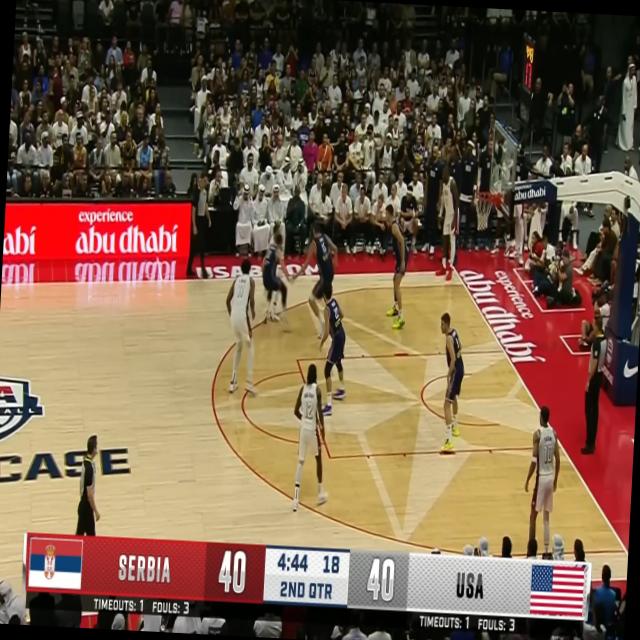 experience
abu dhabi
abí
abu dhabi
experience
abu dhabi
CASE
SERBIA 40 4:44 18 2ND QTR 40 USA
TIMEOUTS: 1 FOULS: 3
TIMEOUTS: 1 FOULS: 3